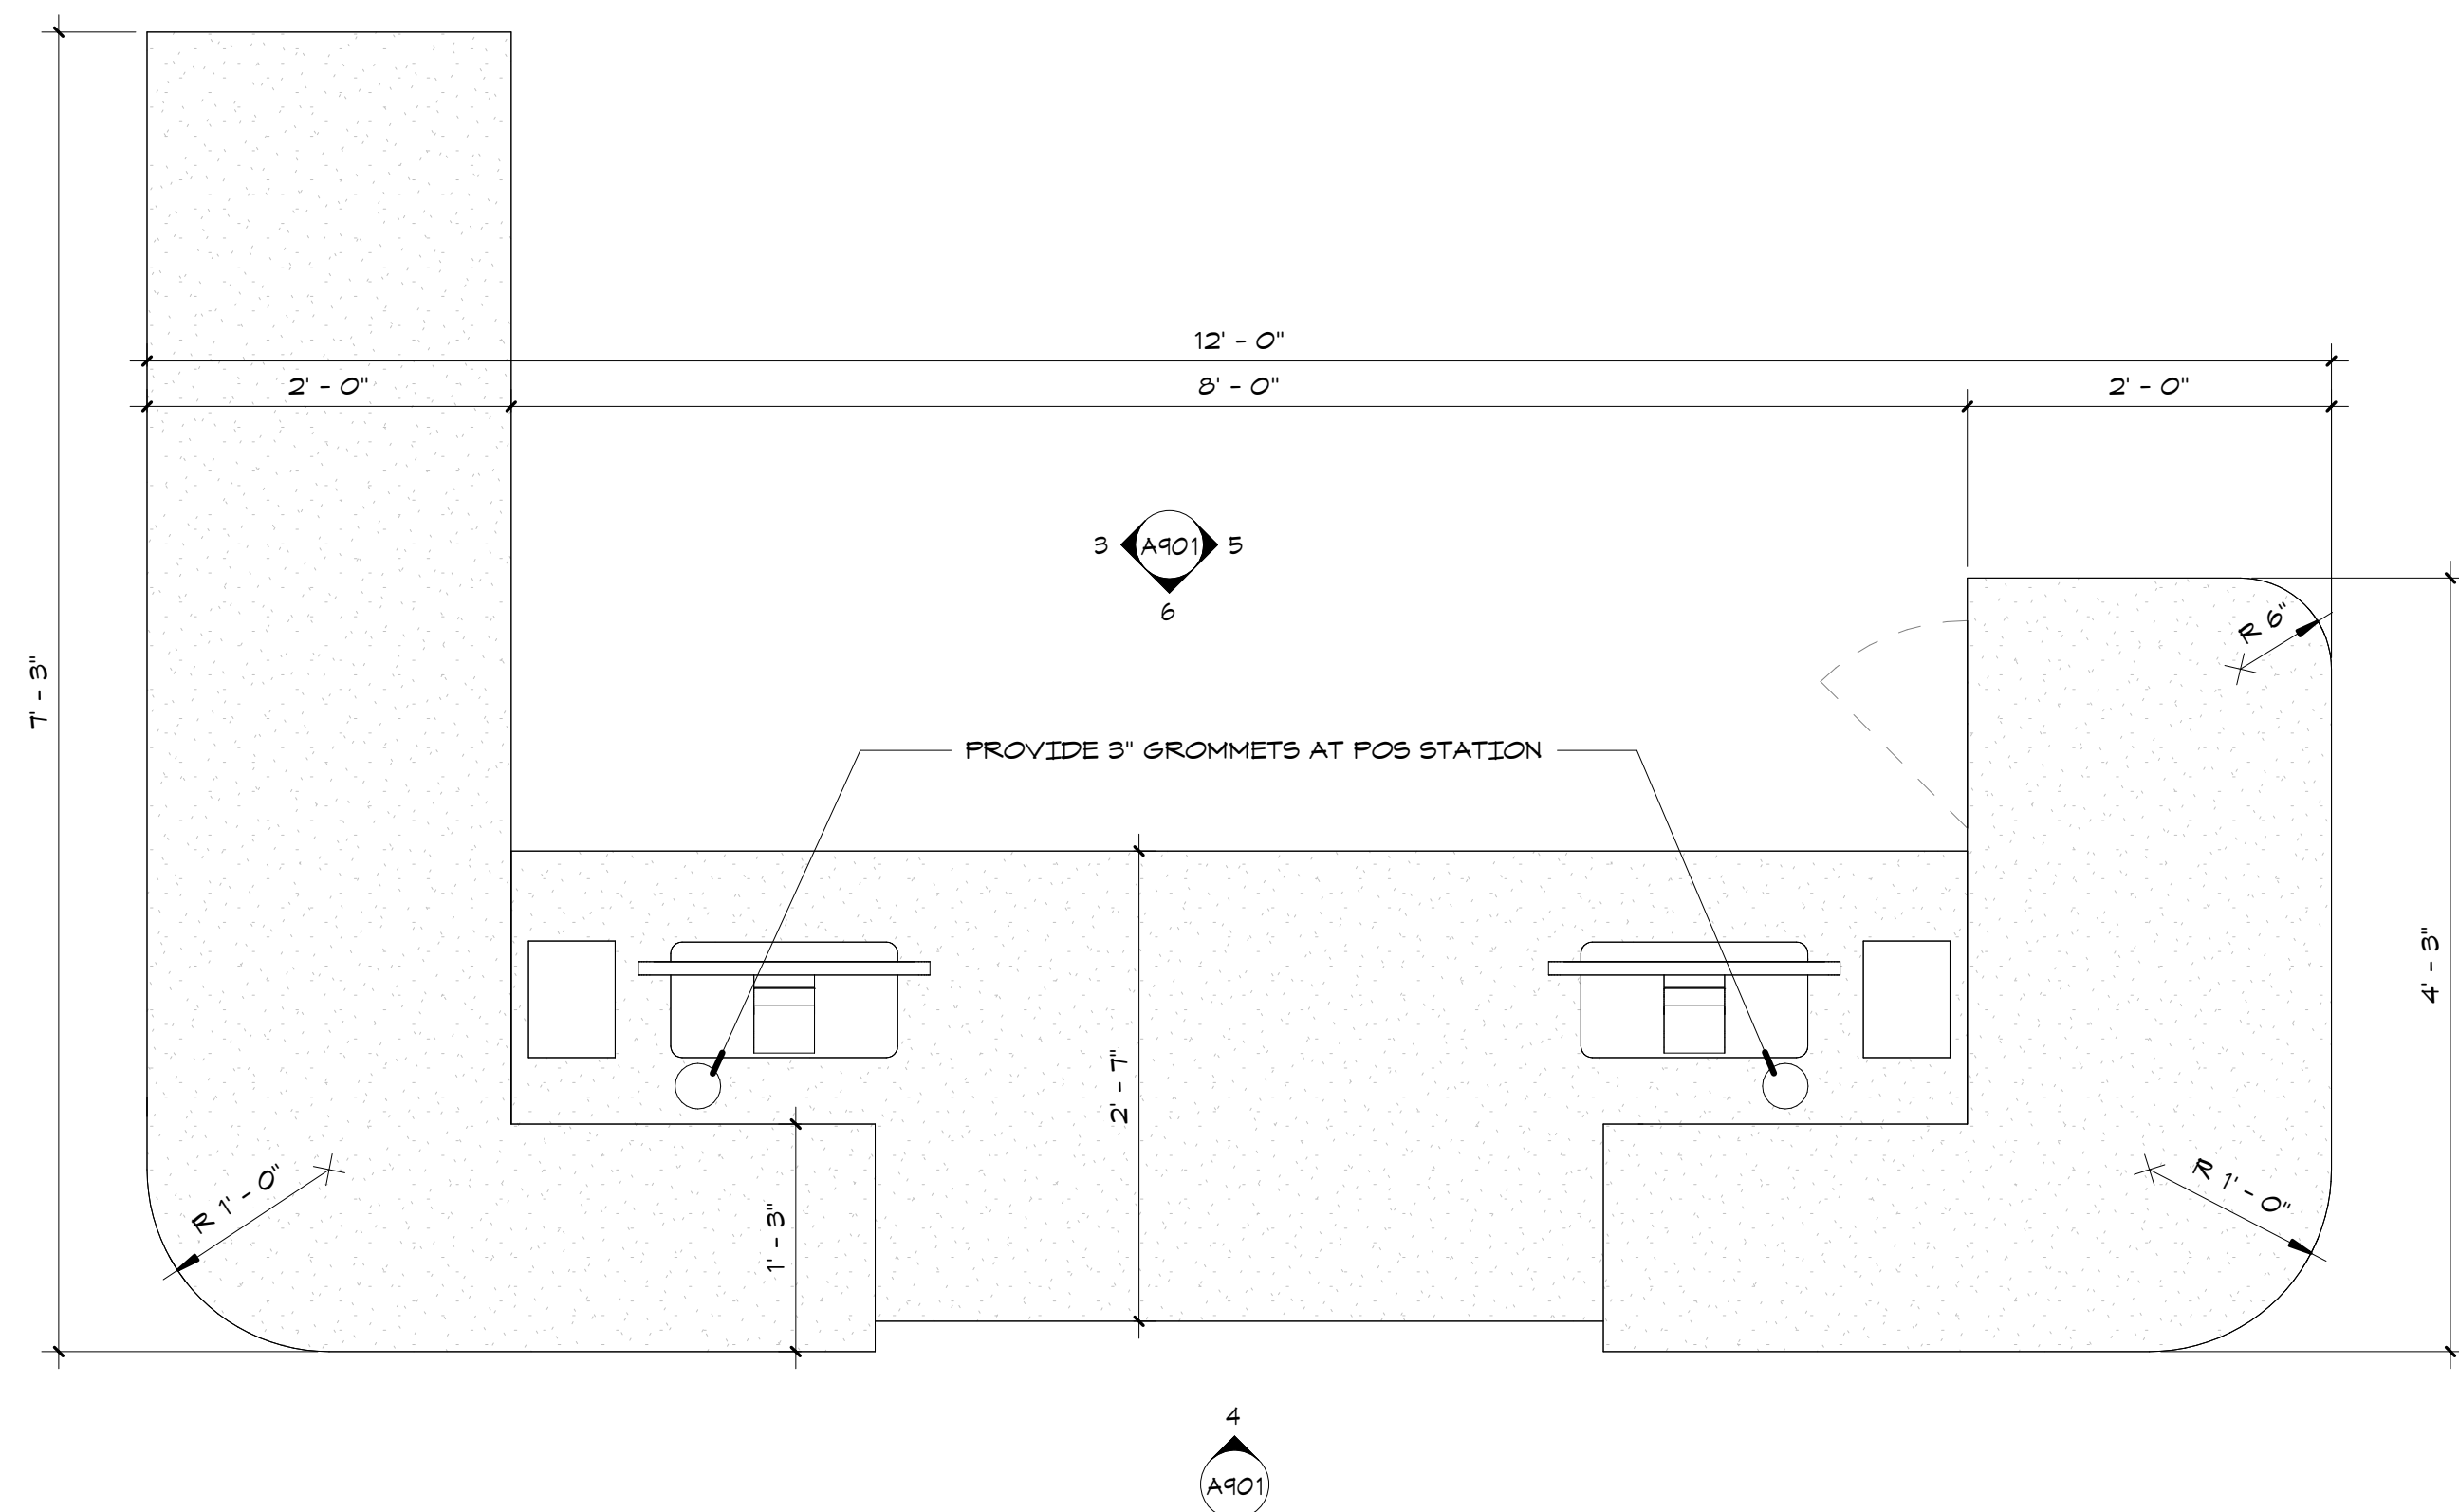 12' - 0"
2' - 0"
8' - 0"
2' - 0"
3
A901
5
6
R 6"
7' - 3"
PROVIDE 3" GROMMETS AT POS STATION
4' - 3"
2' - 7"
R 1' - 0"
1' - 3"
R 1' - 0"
4
A901